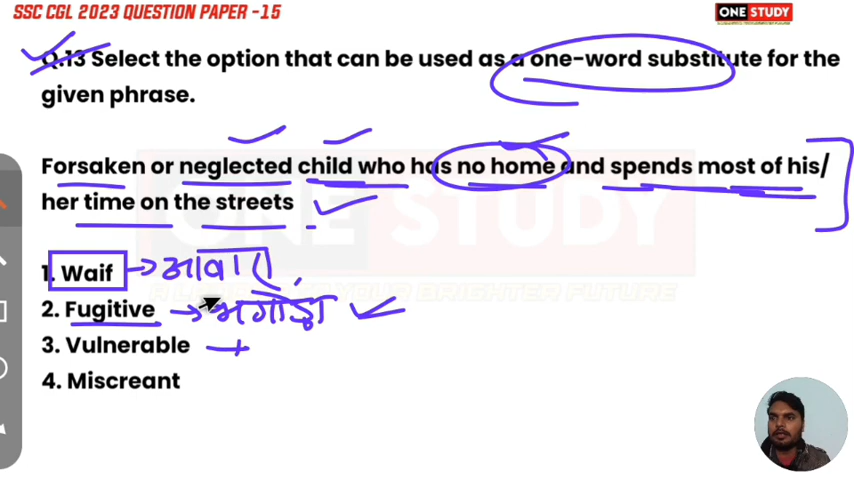 SSC CGL 2023 QUESTION PAPER -15
ONE STUDY
Q.13 Select the option that can be used as a one-word substitute for the
given phrase.
Forsaken or neglected child who has no home and spends most of his/
her time on the streets
1. Waif → आवारा
2. Fugitive → भगोड़ा
3. Vulnerable
4. Miscreant
ONE STUDY